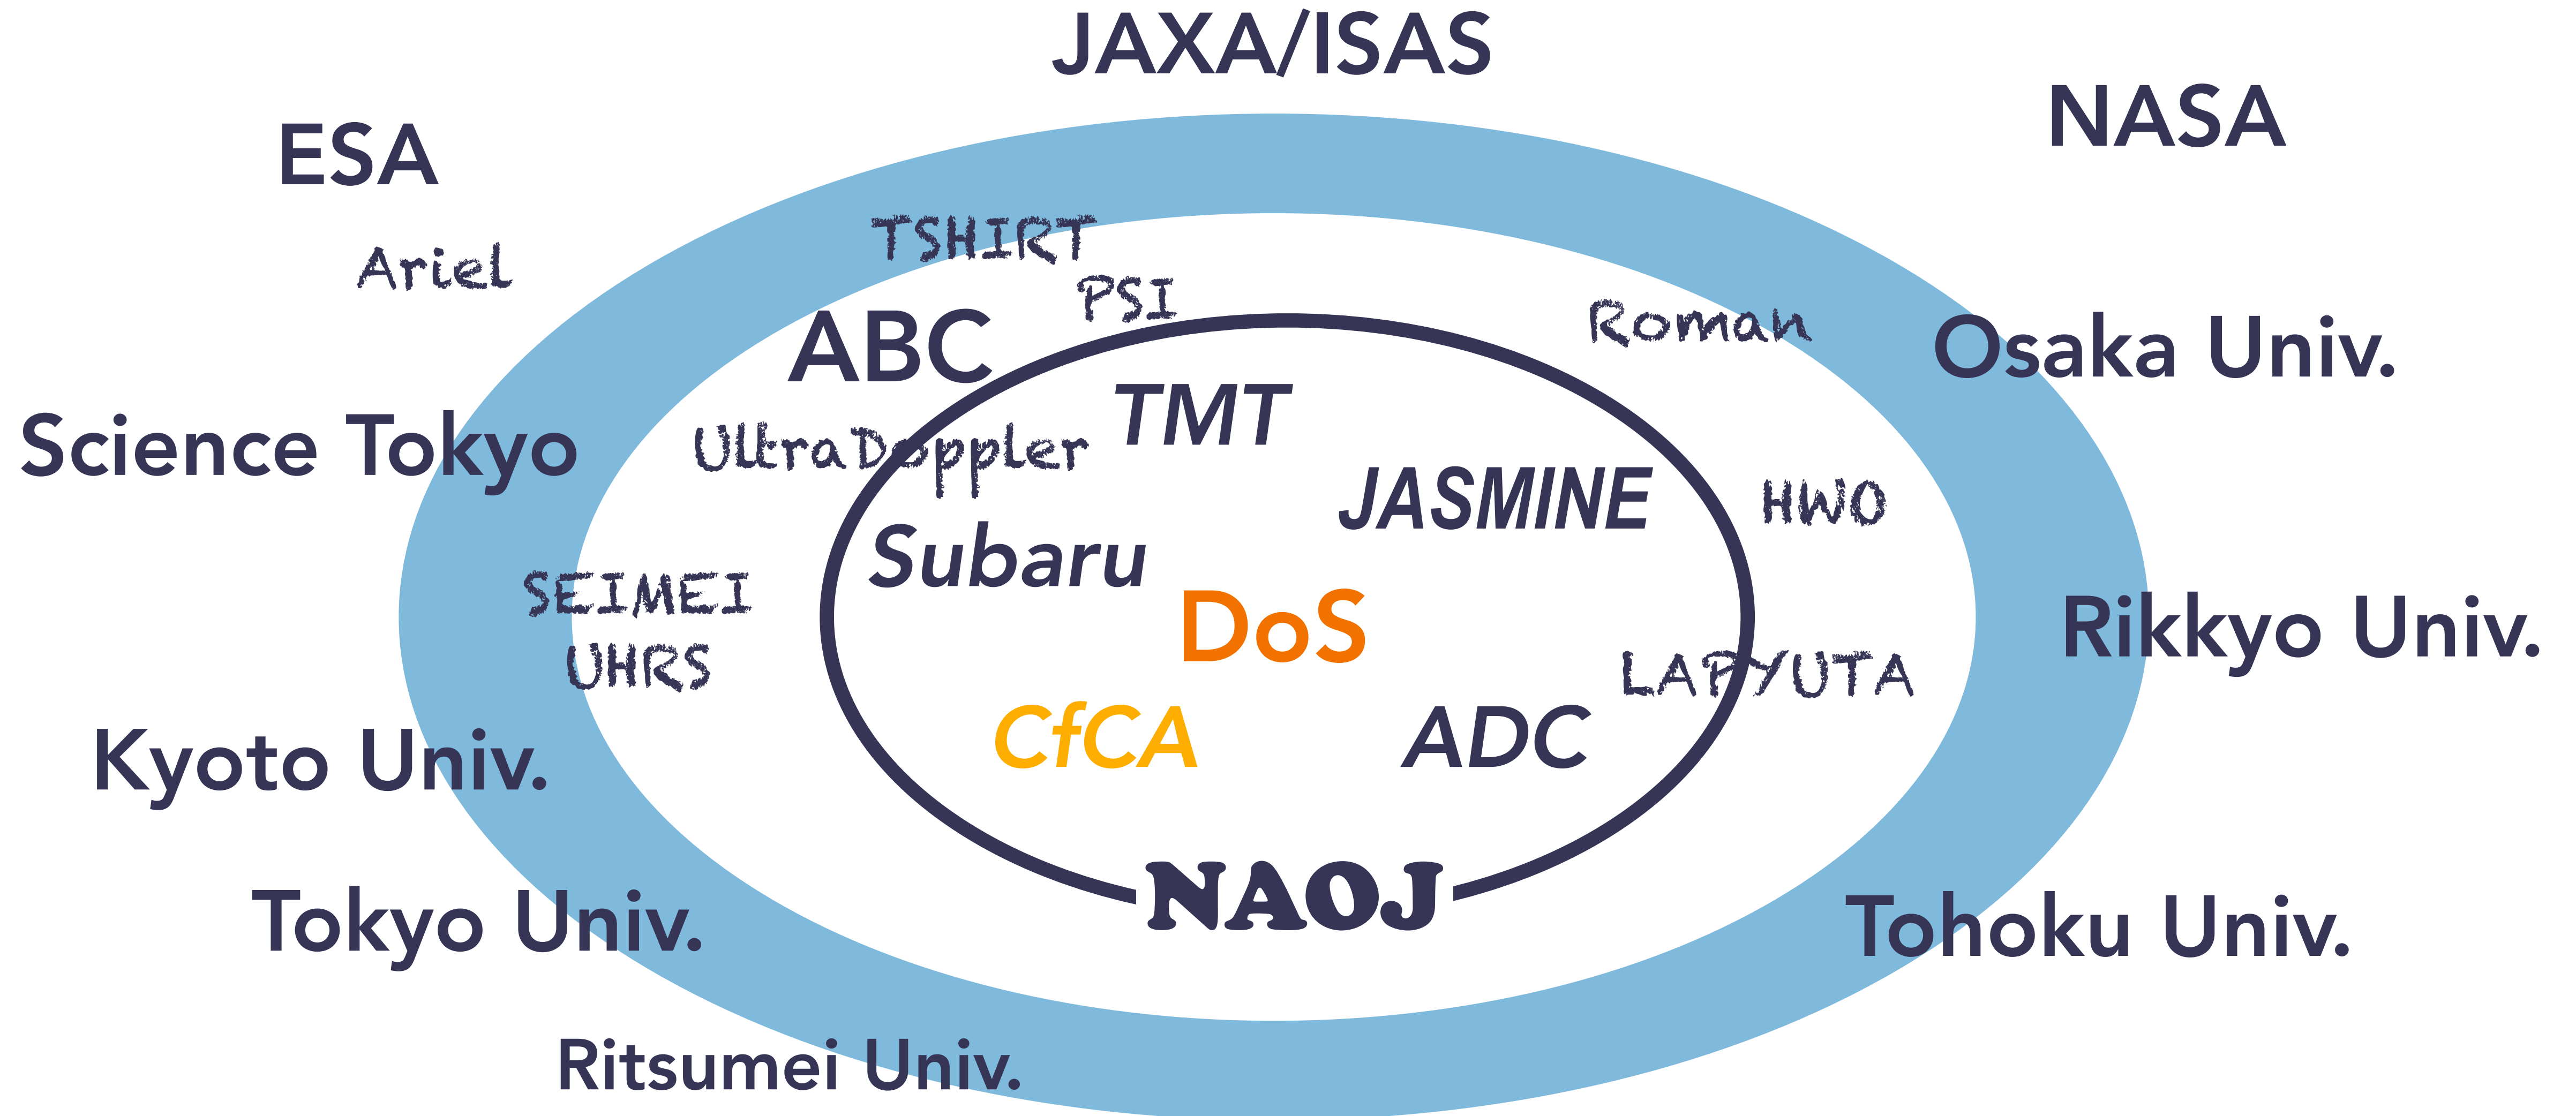 JAXA/ISAS
NASA
ESA
TSHIRT
Ariel
PSI
Roman
ABC
Osaka Univ.
TMT
Science Tokyo
UltraDoppler
JASMINE
HWO
Subaru
SEIMEI
UHRS
DoS
Rikkyo Univ.
LAPYUTA
CfCA
ADC
Kyoto Univ.
NAOJ
Tokyo Univ.
Tohoku Univ.
Ritsumei Univ.